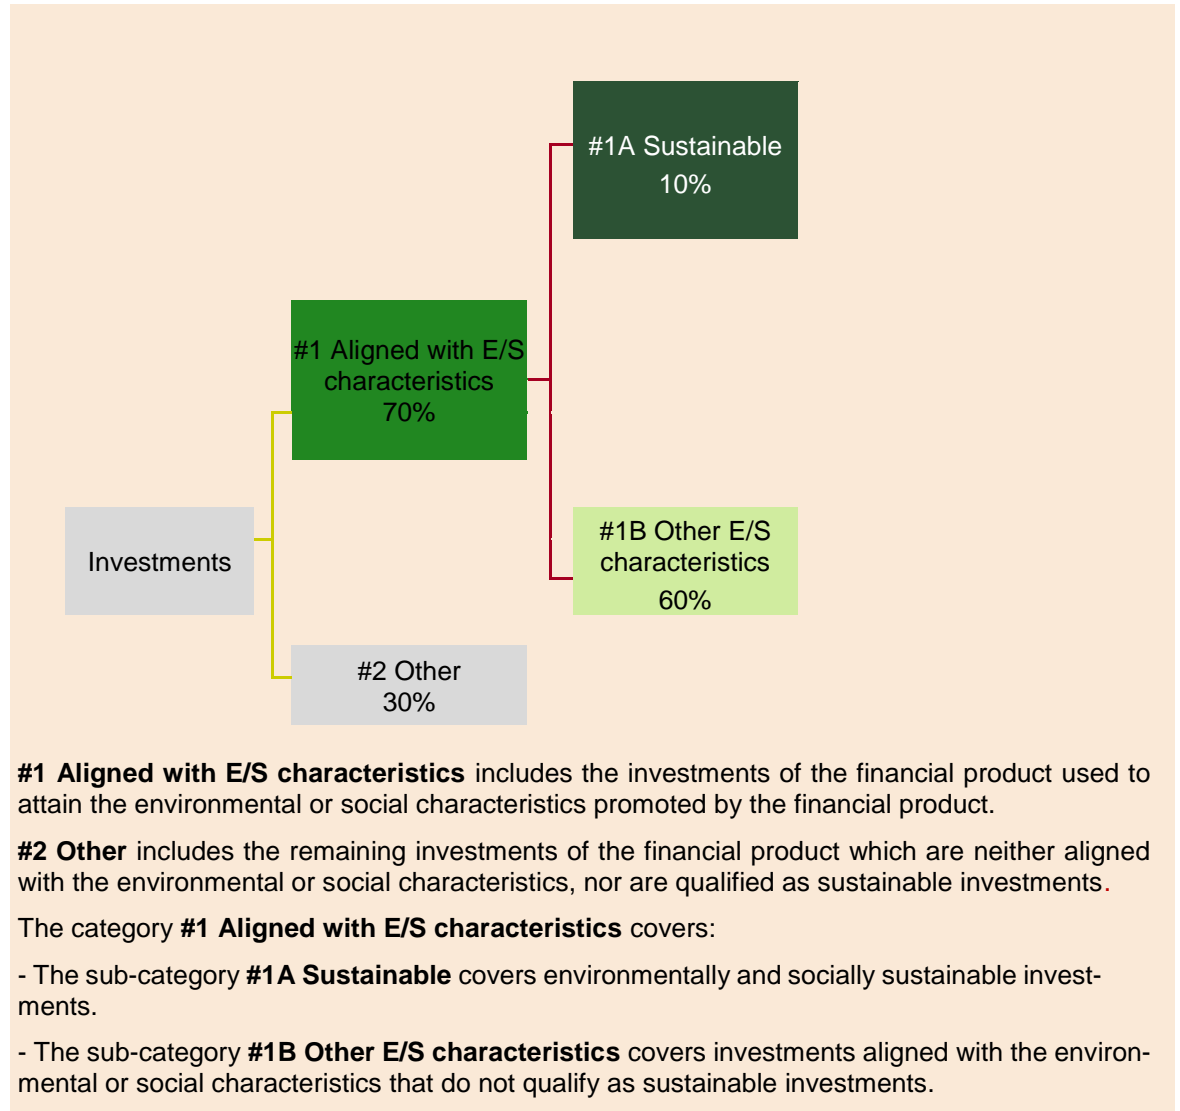 #1A Sustainable
10%
#1 Aligned with E/S
characteristics
70%
#1B Other E/S
characteristics
60%
Investments
#2 Other
30%
#1 Aligned with E/S characteristics includes the investments of the financial product used to
attain the environmental or social characteristics promoted by the financial product.
#2 Other includes the remaining investments of the financial product which are neither aligned
with the environmental or social characteristics, nor are qualified as sustainable investments.
The category #1 Aligned with E/S characteristics covers:
- The sub-category #1A Sustainable covers environmentally and socially sustainable invest-
ments.
- The sub-category #1B Other E/S characteristics covers investments aligned with the environ-
mental or social characteristics that do not qualify as sustainable investments.